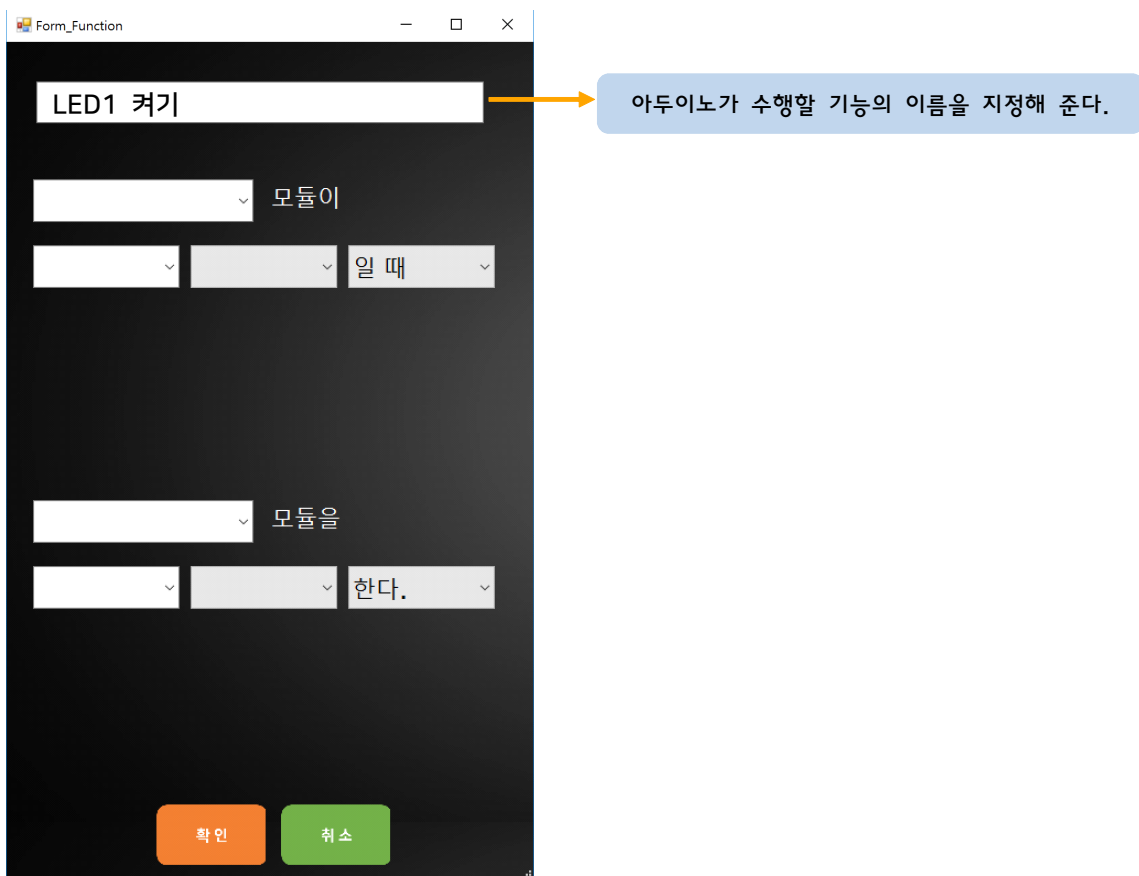 Form_Function
LED1 켜기
아두이노가 수행할 기능의 이름을 지정해 준다.
모듈이
일 때
모듈을
한다.
확인 취소